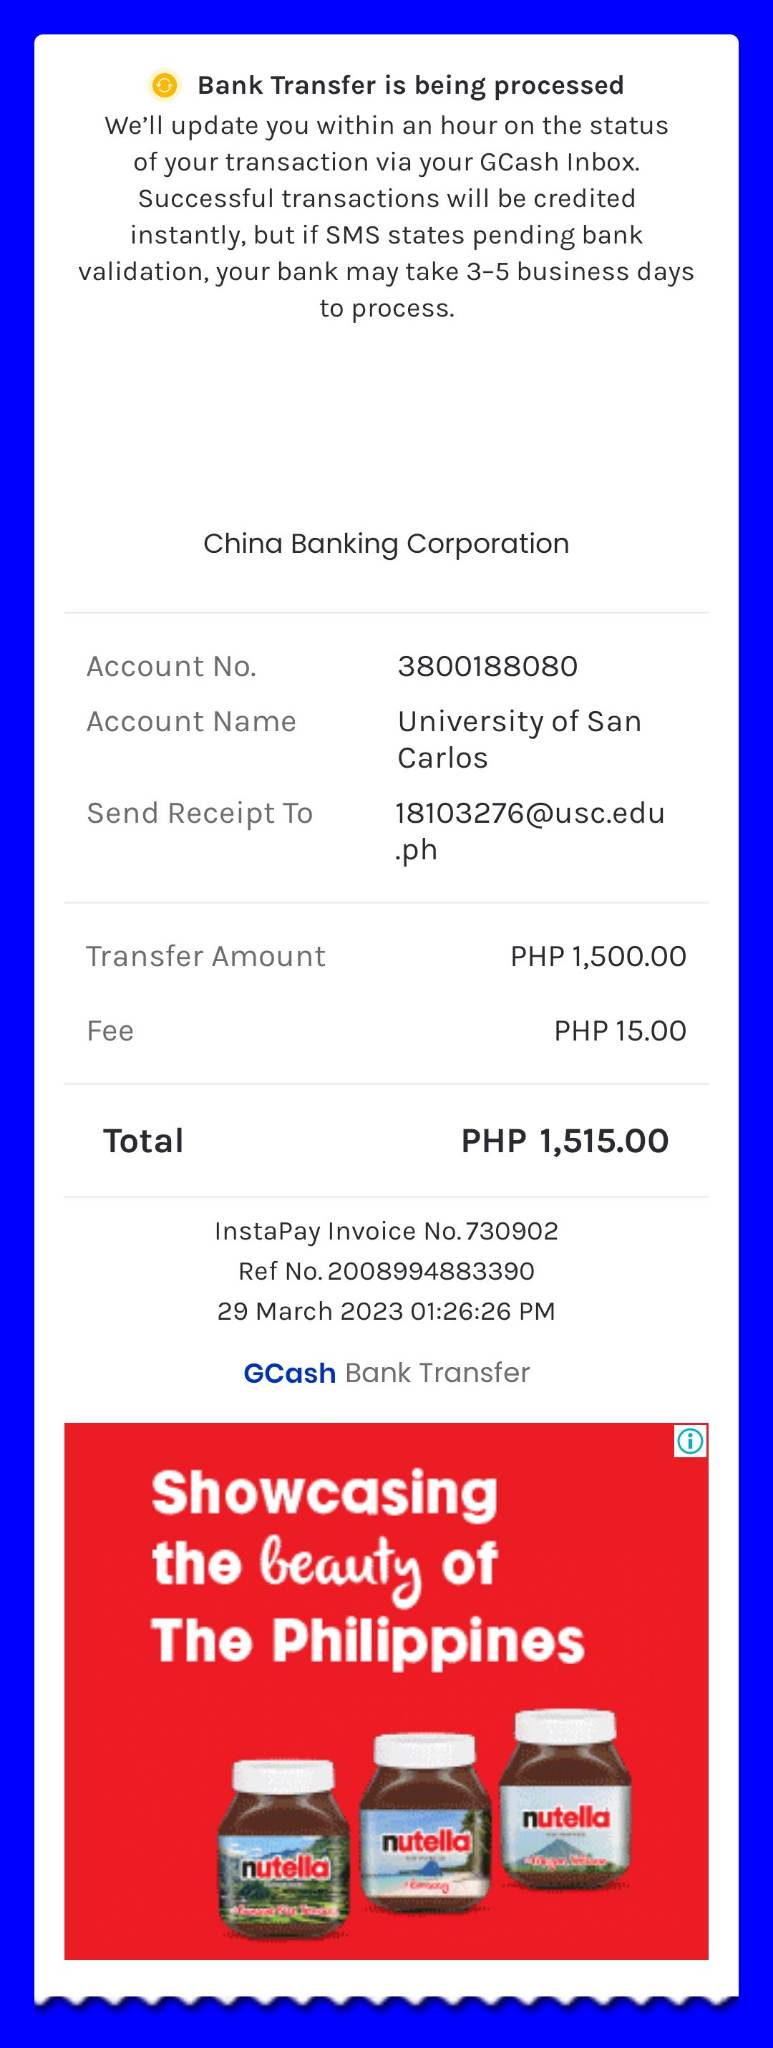 Bank Transfer is being processed
We'll update you within an hour on the status
of your transaction via your GCash Inbox.
Successful transactions will be credited
instantly, but if SMS states pending bank
validation, your bank may take 3–5 business days
to process.
China Banking Corporation
Account No. 3800188080
Account Name University of San
Carlos
Send Receipt To 18103276@usc.edu
.ph
Transfer Amount PHP 1,500.00
Fee PHP 15.00
Total PHP 1,515.00
InstaPay Invoice No. 730902
Ref No. 2008994883390
29 March 2023 01:26:26 PM
GCash Bank Transfer
Showcasing
the beauty of
The Philippines
nutella
nutella
nutella